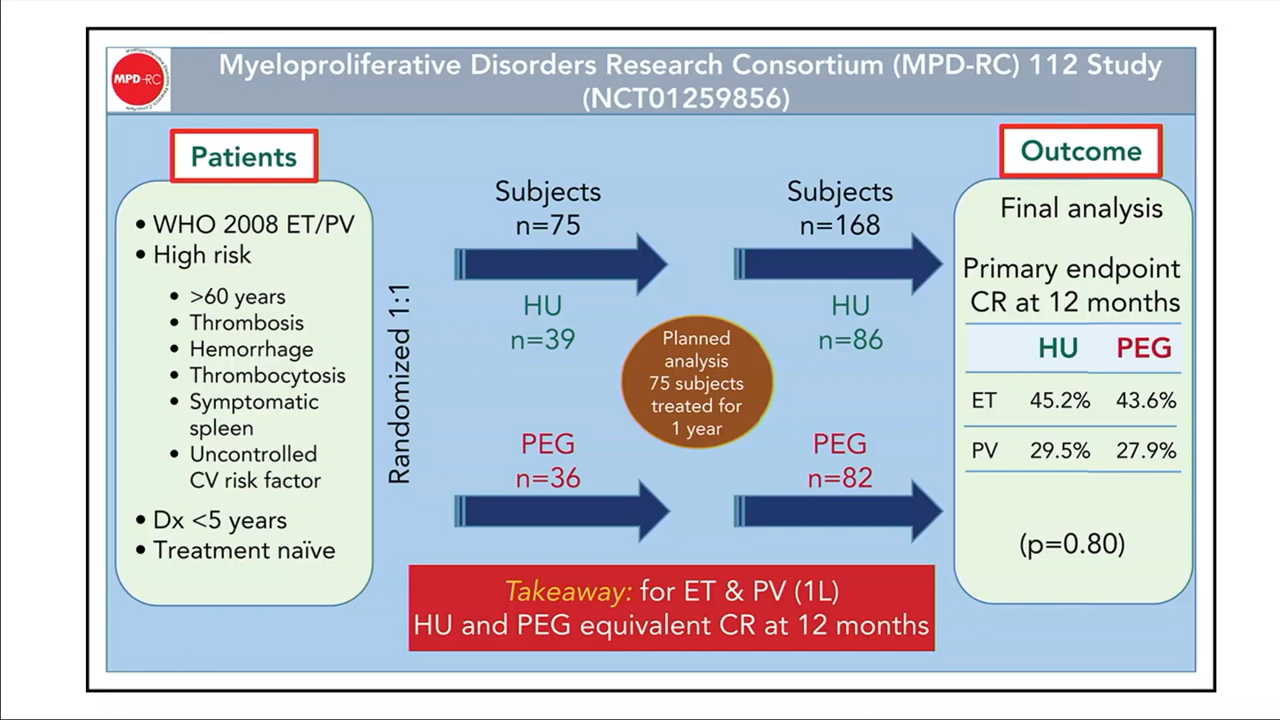 Myeloproliferative Disorders Research Consortium (MPD-RC) 112 Study
(NCT01259856)
MPD-RC
Patients
• WHO 2008 ET/PV
• High risk
• >60 years
• Thrombosis
• Hemorrhage
• Thrombocytosis
• Symptomatic
spleen
• Uncontrolled
CV risk factor
• Dx <5 years
• Treatment naïve
Randomized 1:1
Subjects
n=75
HU
n=39
PEG
n=36
Planned
analysis
75 subjects
treated for
1 year
Subjects
n=168
HU
n=86
PEG
n=82
Outcome
Final analysis
Primary endpoint
CR at 12 months
HU PEG
ET 45.2% 43.6%
PV 29.5% 27.9%
(p=0.80)
Takeaway: for ET & PV (1L)
HU and PEG equivalent CR at 12 months